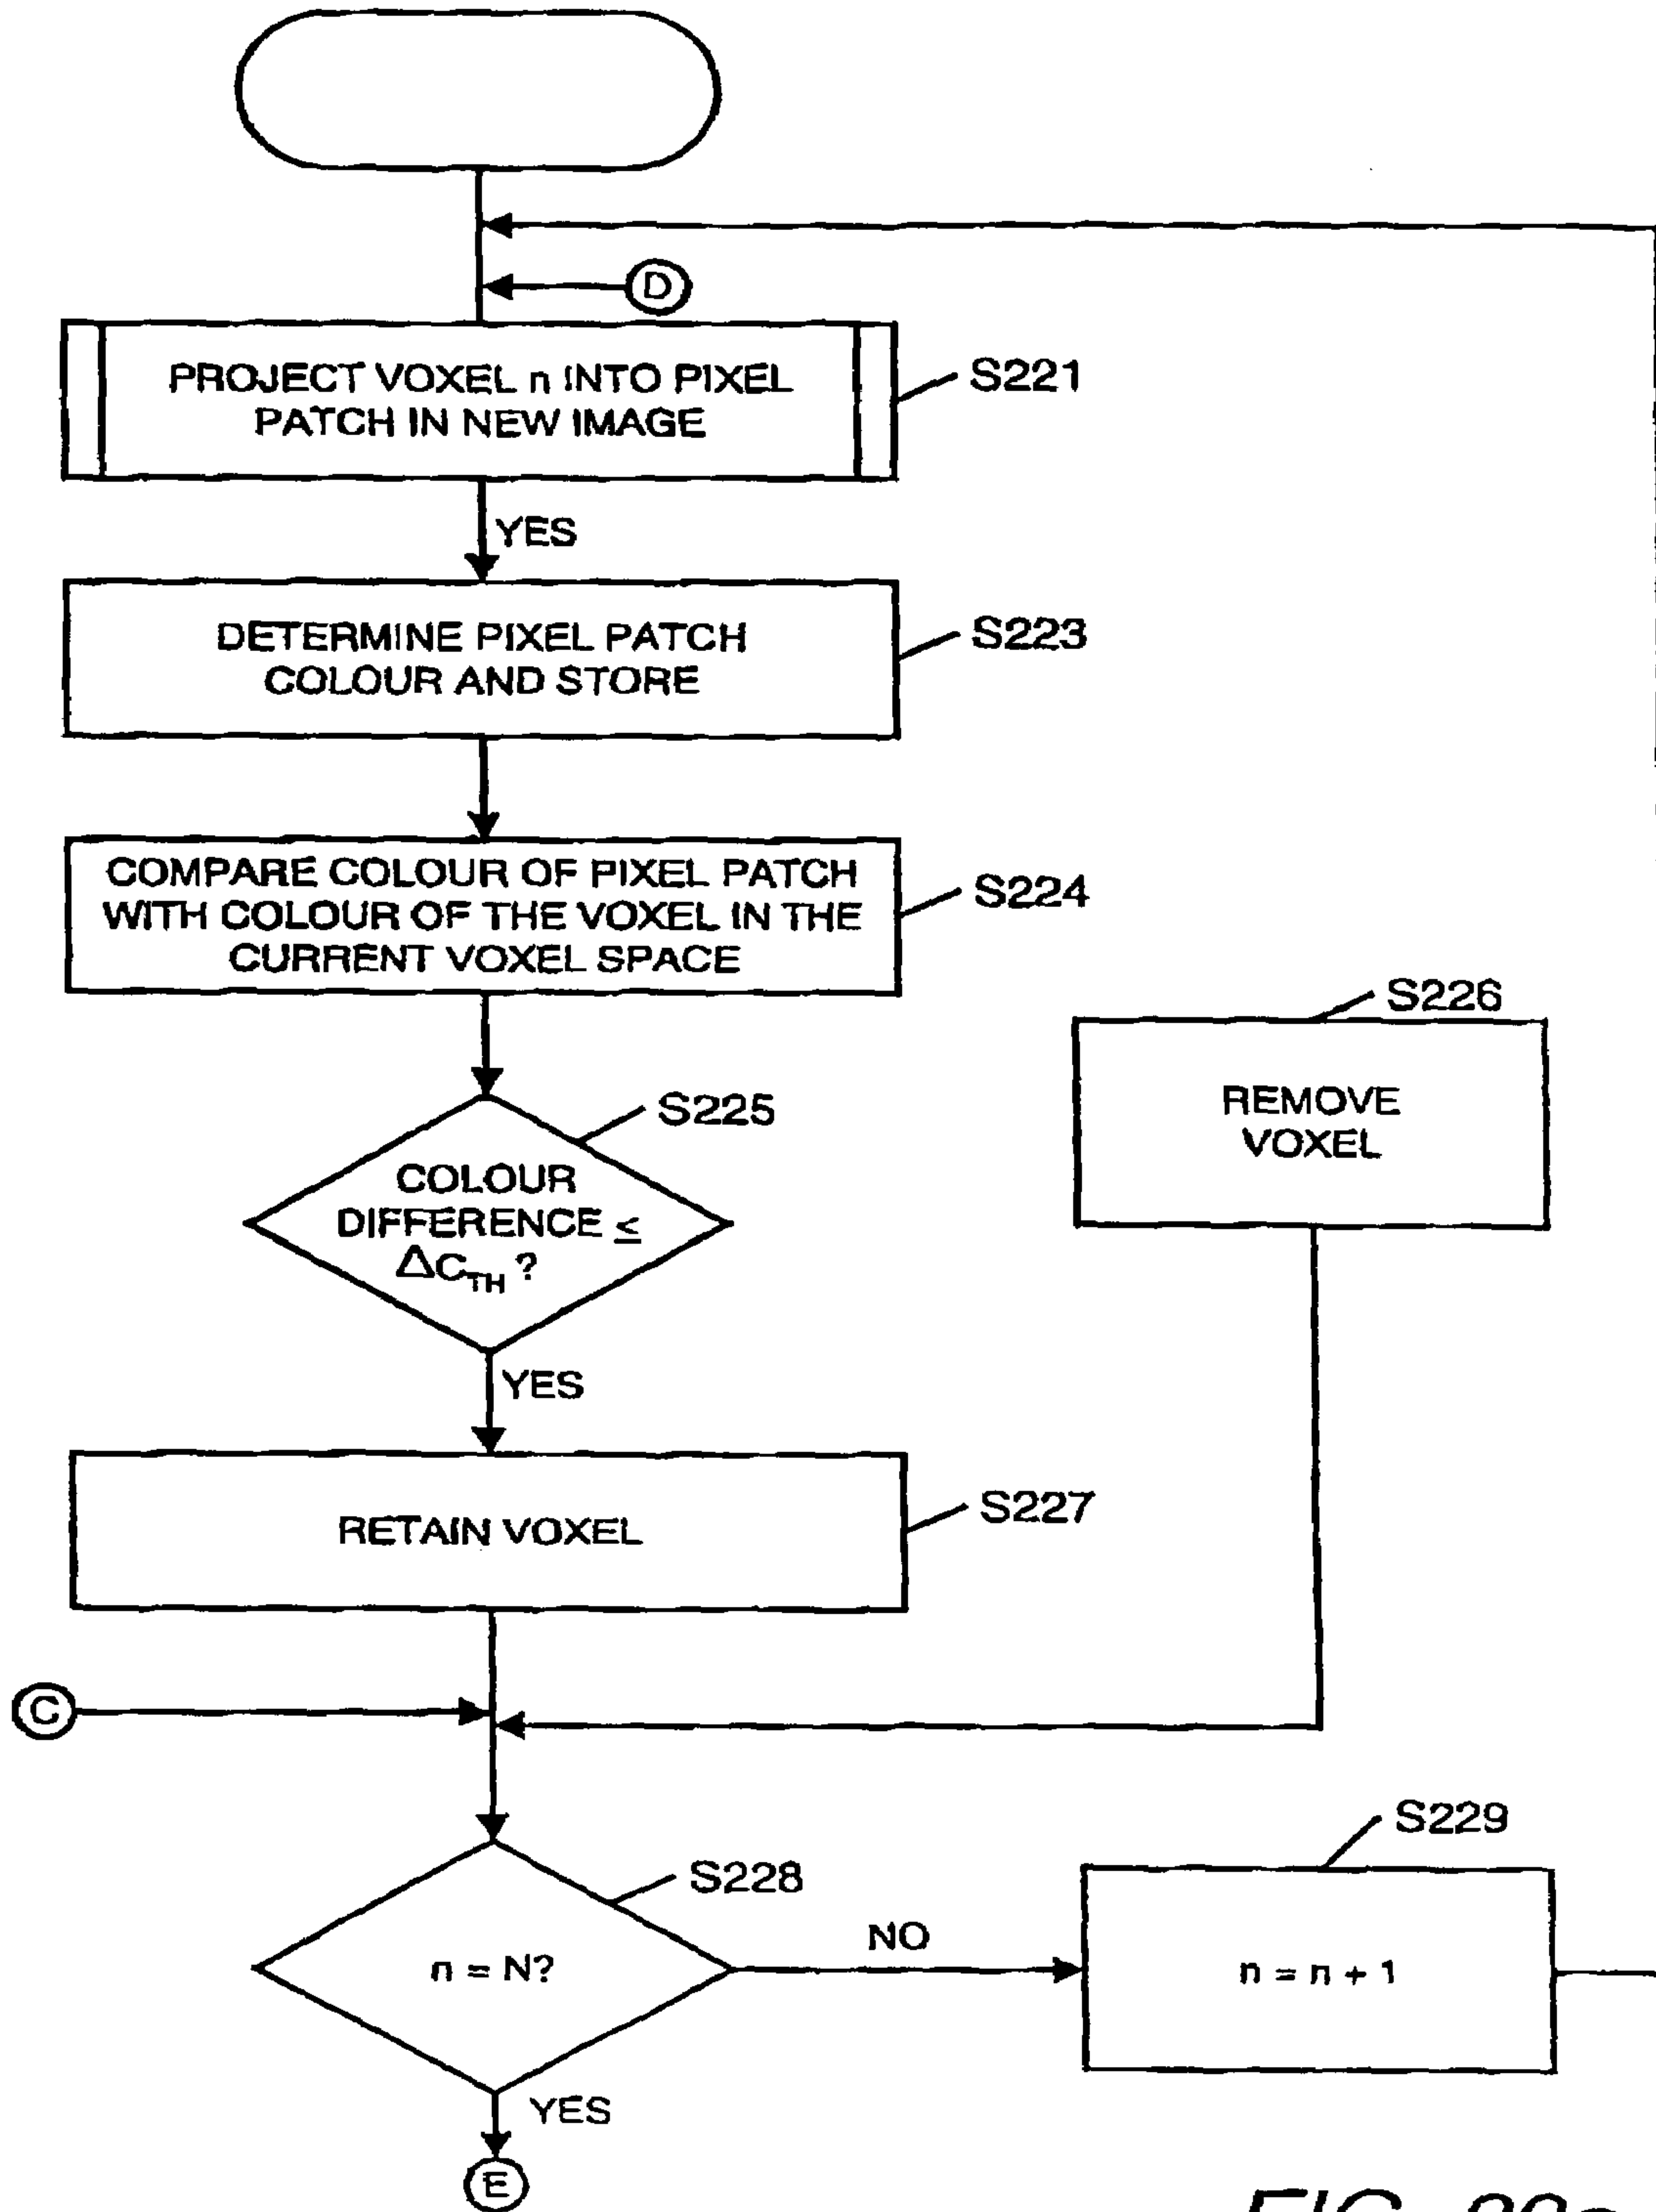 D
PROJECT VOXEL n INTO PIXEL
PATCH IN NEW IMAGE
S221
YES
DETERMINE PIXEL PATCH
COLOUR AND STORE
S223
COMPARE COLOUR OF PIXEL PATCH
WITH COLOUR OF THE VOXEL IN THE
CURRENT VOXEL SPACE
S224
S226
REMOVE
VOXEL
S225
COLOUR
DIFFERENCE ≤
ΔC_TH ?
YES
RETAIN VOXEL
S227
C
S228
n = N?
NO
S229
n = n + 1
YES
E
FIG.